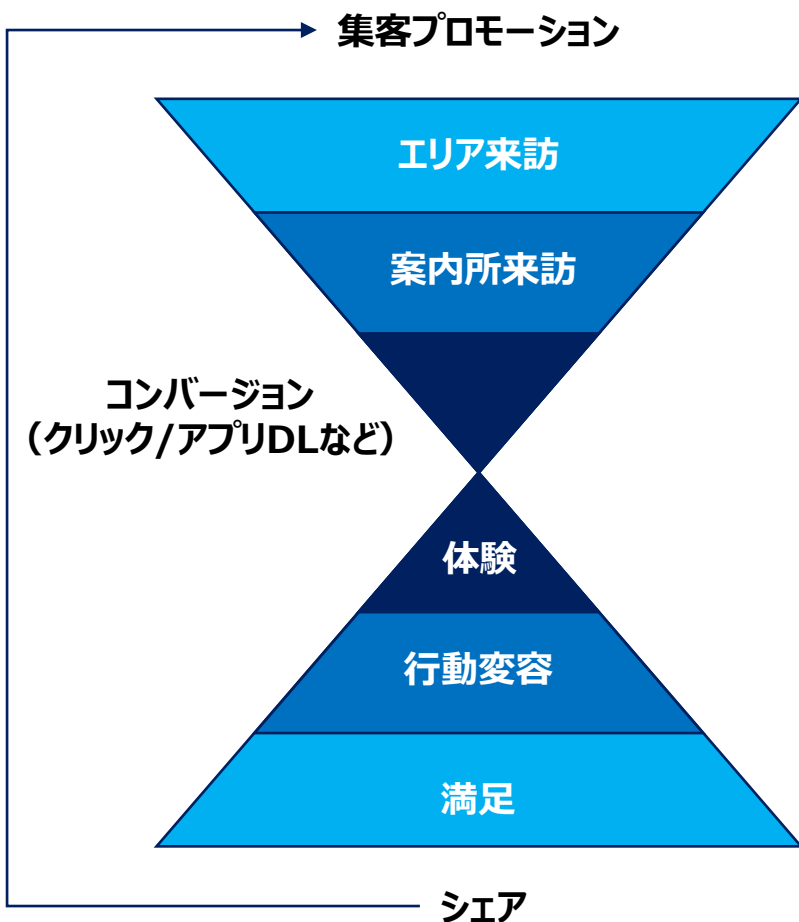 集客プロモーション
エリア来訪
案内所来訪
コンバージョン
（クリック/アプリDLなど）
体験
行動変容
満足
シェア